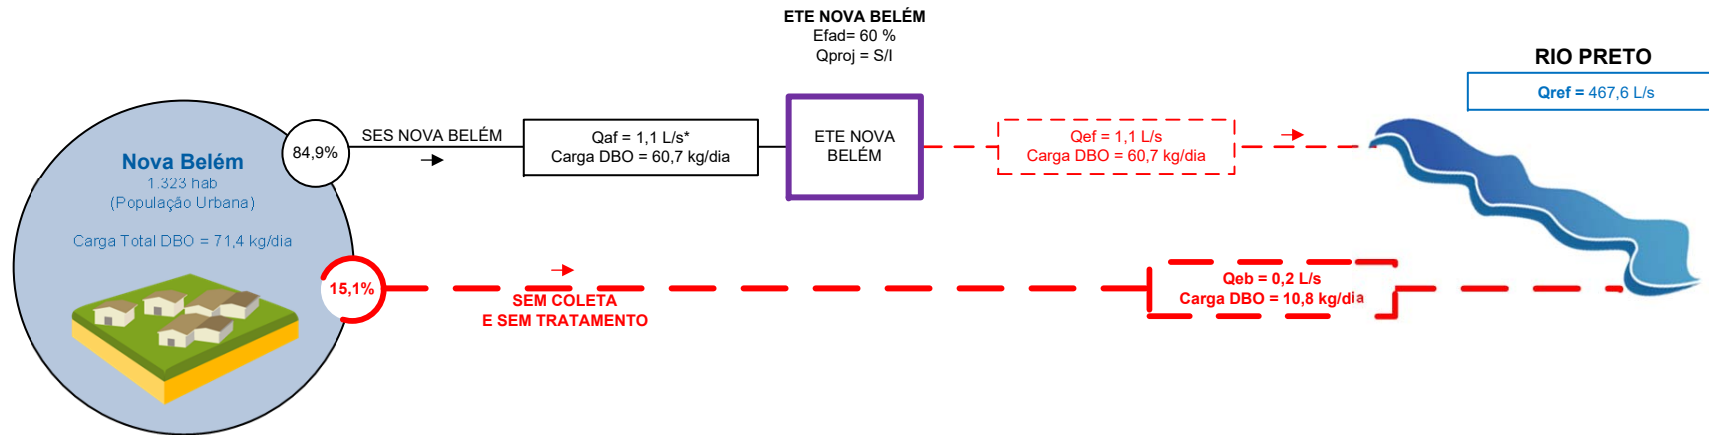 ETE NOVA BELÉM
Efad= 60 %
Qproj = S/I
RIO PRETO
Qref = 467,6 L/s
84,9%
SES NOVA BELÉM
Qaf = 1,1 L/s*
Carga DBO = 60,7 kg/dia
ETE NOVA
BELÉM
Qef = 1,1 L/s
Carga DBO = 60,7 kg/dia
Nova Belém
1.323 hab
(População Urbana)
Carga Total DBO = 71,4 kg/dia
15,1%
SEM COLETA
E SEM TRATAMENTO
Qeb = 0,2 L/s
Carga DBO = 10,8 kg/dia